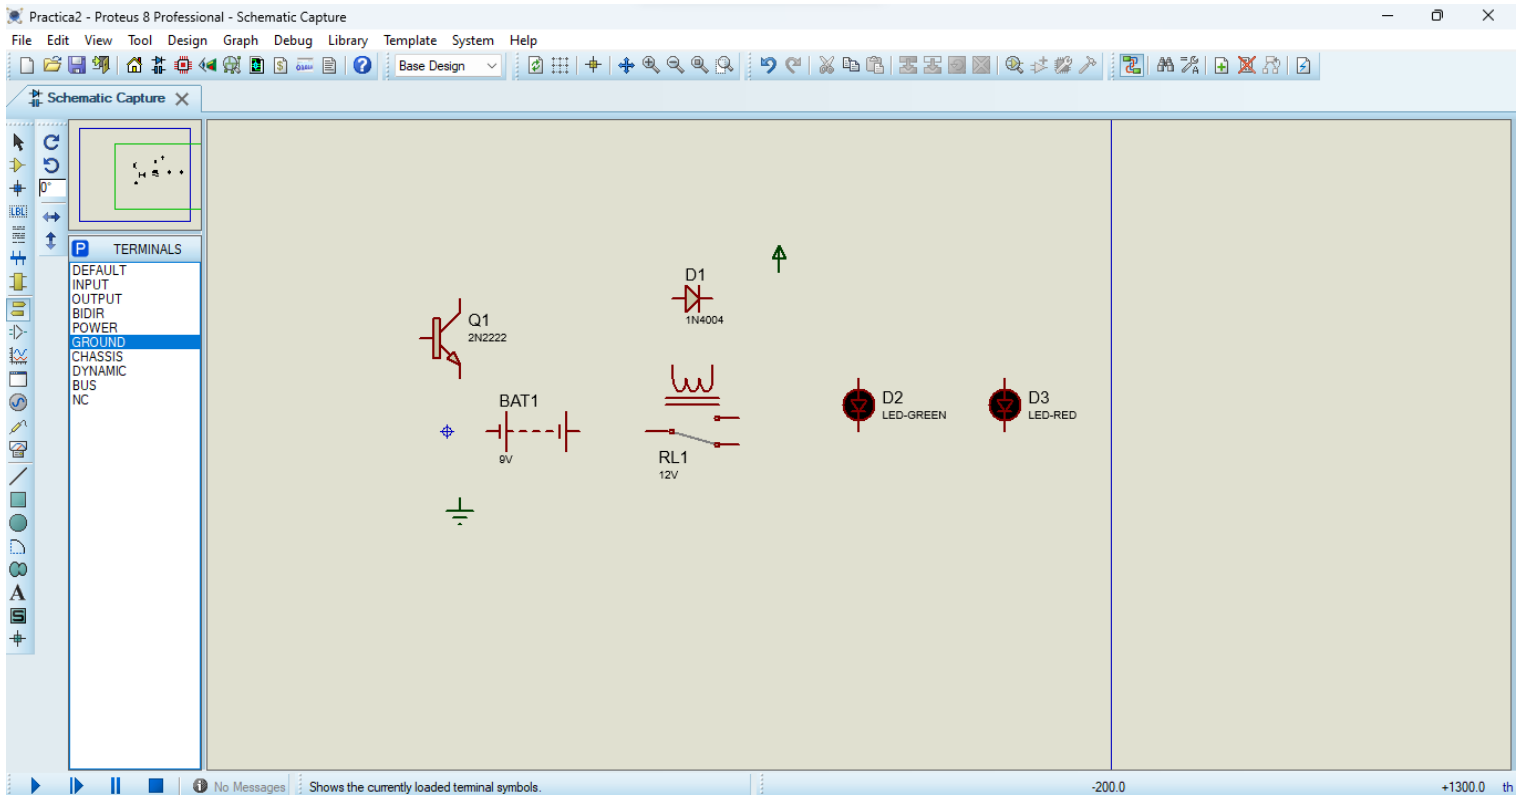 Practica2 - Proteus 8 Professional - Schematic Capture
File Edit View Tool Design Graph Debug Library Template System Help
Base Design
Schematic Capture
0°
LBL
P TERMINALS
DEFAULT
INPUT
OUTPUT
BIDIR
POWER
GROUND
CHASSIS
DYNAMIC
BUS
NC
A
S
D1
1N4004
Q1
2N2222
BAT1
9V
RL1
12V
D2
LED-GREEN
D3
LED-RED
No Messages
Shows the currently loaded terminal symbols.
-200.0
+1300.0
th